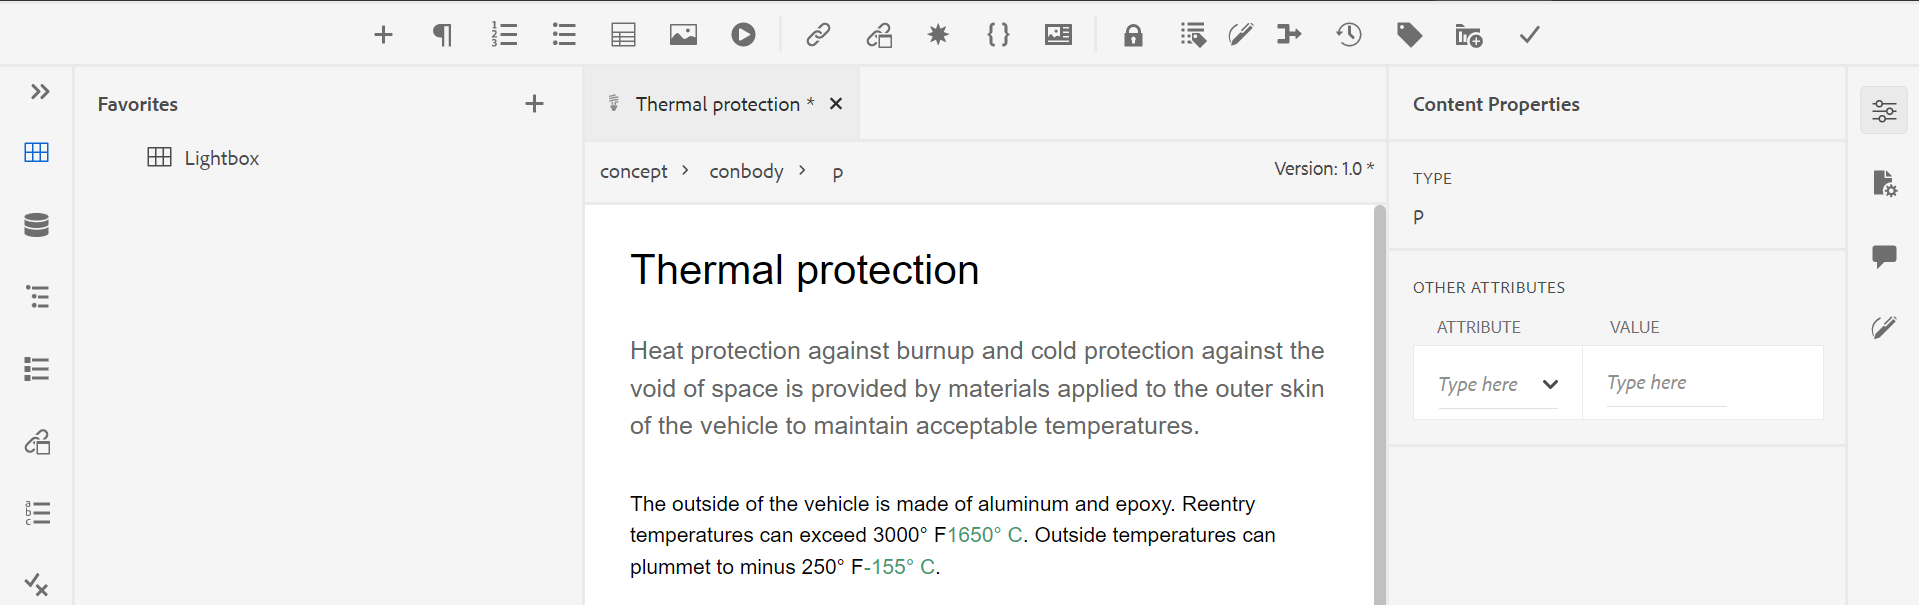 Favorites
Lightbox
Thermal protection *
concept > conbody > p
Version: 1.0 *
Thermal protection
Heat protection against burnup and cold protection against the
void of space is provided by materials applied to the outer skin
of the vehicle to maintain acceptable temperatures.
The outside of the vehicle is made of aluminum and epoxy. Reentry
temperatures can exceed 3000° F1650° C. Outside temperatures can
plummet to minus 250° F-155° C.
Content Properties
TYPE
P
OTHER ATTRIBUTES
ATTRIBUTE VALUE
Type here Type here